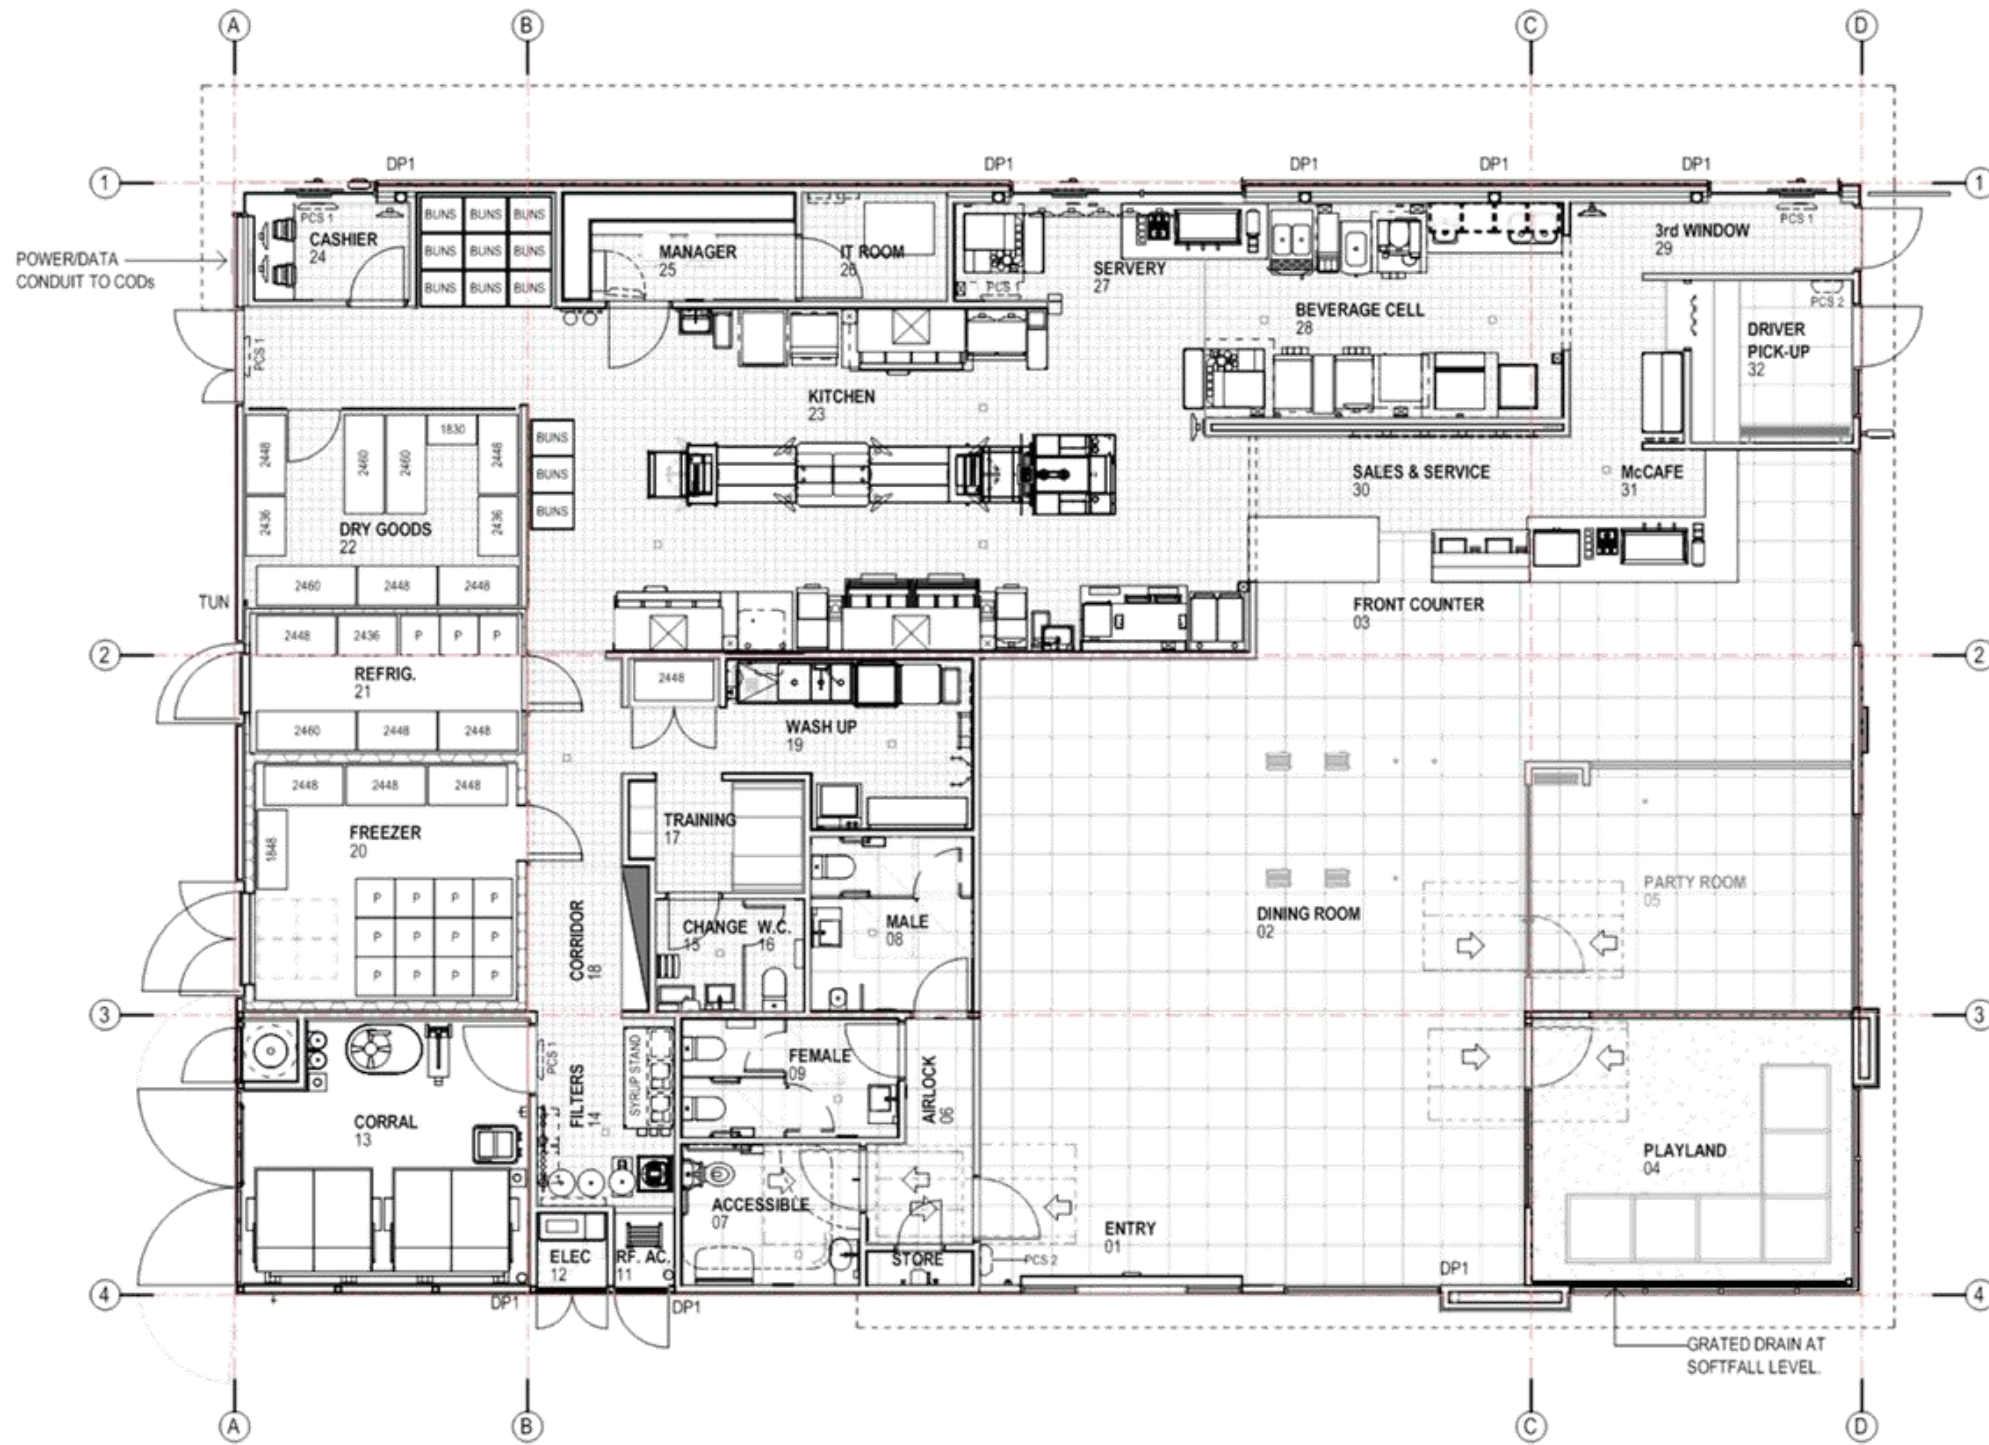 A
B
C
D
DP1
DP1
DP1
DP1
DP1
1
1
POWER/DATA
CONDUIT TO CODs
PCS 1
CASHIER
24
BUNS
BUNS
BUNS
BUNS
BUNS
BUNS
BUNS
BUNS
BUNS
MANAGER
25
IT ROOM
26
SERVERY
27
PCS 1
BEVERAGE CELL
28
3rd WINDOW
29
PCS 1
PCS 2
DRIVER
PICK-UP
32
PCS 1
KITCHEN
23
2448
2460
2460
1830
2448
2436
2436
DRY GOODS
22
2460
2448
2448
BUNS
BUNS
BUNS
SALES & SERVICE
30
McCAFE
31
FRONT COUNTER
03
TUN
2
2
2448
2436
P
P
P
REFRIG.
21
2460
2448
2448
2448
WASH UP
19
2448
2448
2448
1848
FREEZER
20
P
P
P
P
P
P
P
P
P
P
P
P
TRAINING
17
CORRIDOR
18
CHANGE
15
W.C.
16
MALE
08
DINING ROOM
02
PARTY ROOM
05
3
3
CORRAL
13
PCS 1
FILTERS
14
SYRUP STAND
FEMALE
09
AIRLOCK
06
ACCESSIBLE
07
PLAYLAND
04
ELEC
12
RF. AC.
11
STORE
PCS 2
ENTRY
01
DP1
4
4
DP1
DP1
GRATED DRAIN AT
SOFTFALL LEVEL.
A
B
C
D